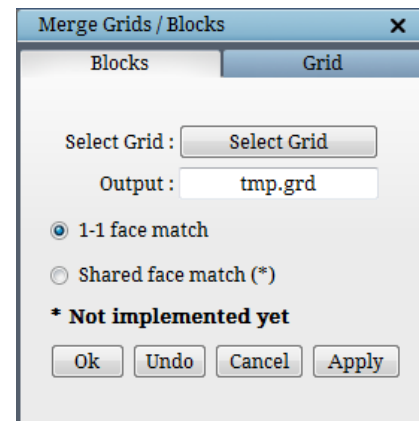 Merge Grids / Blocks ×
Blocks Grid
Select Grid : Select Grid
Output : tmp.grd
1-1 face match
Shared face match (*)
* Not implemented yet
Ok Undo Cancel Apply